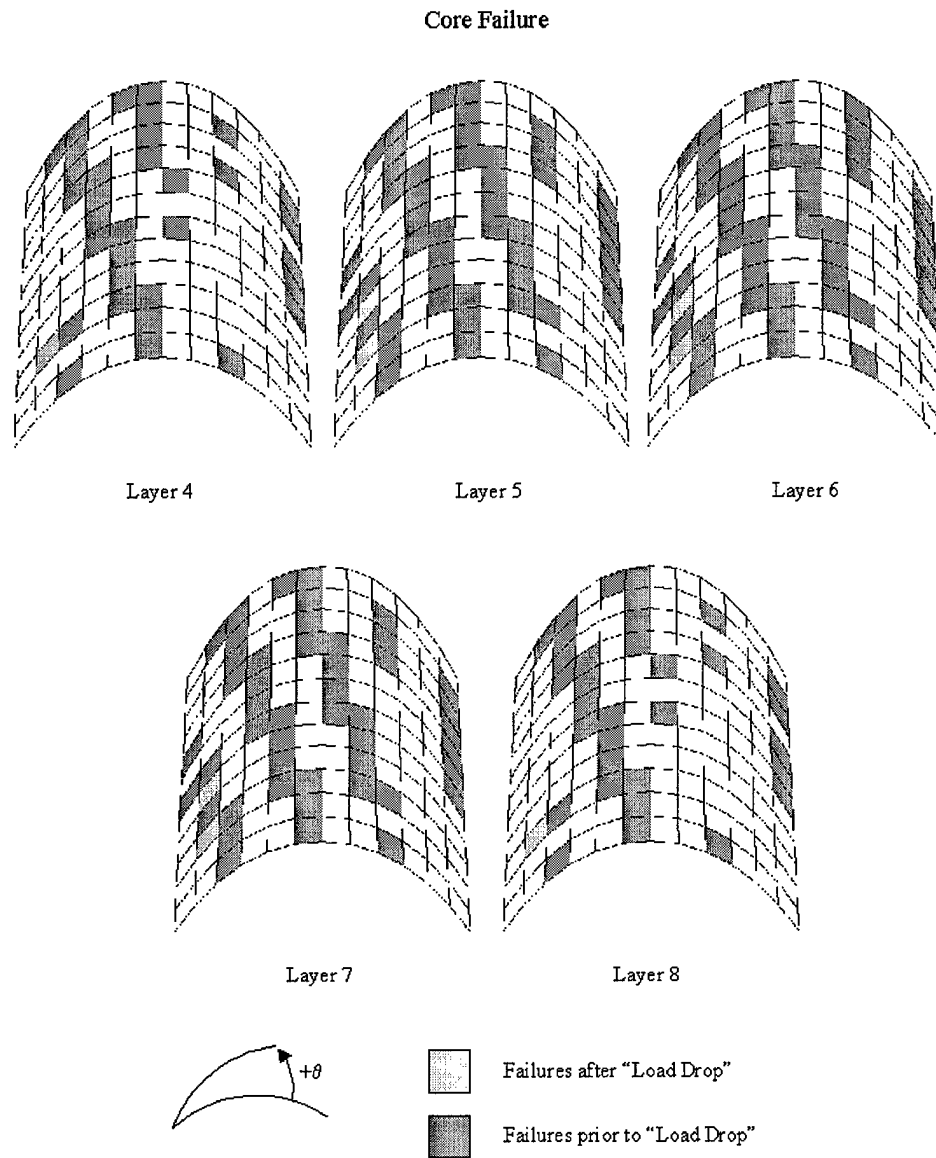 Core Failure
Layer 4
Layer 5
Layer 6
Layer 7
Layer 8
+θ
Failures after “Load Drop”
Failures prior to “Load Drop”